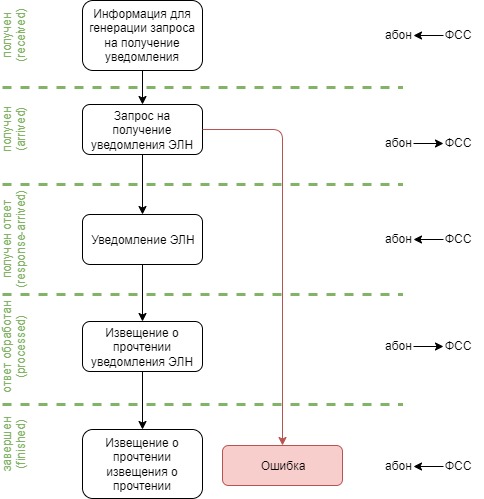 получен
(received)
Информация для
генерации запроса
на получение
уведомления
абон
ФСС
получен
(arrived)
Запрос на
получение
уведомления ЭЛН
абон
ФСС
получен ответ
(response-arrived)
Уведомление ЭЛН
абон
ФСС
ответ обработан
(processed)
Извещение о
прочтении
уведомления ЭЛН
абон
ФСС
завершен
(finished)
Извещение о
прочтении
извещения о
прочтении
Ошибка
абон
ФСС